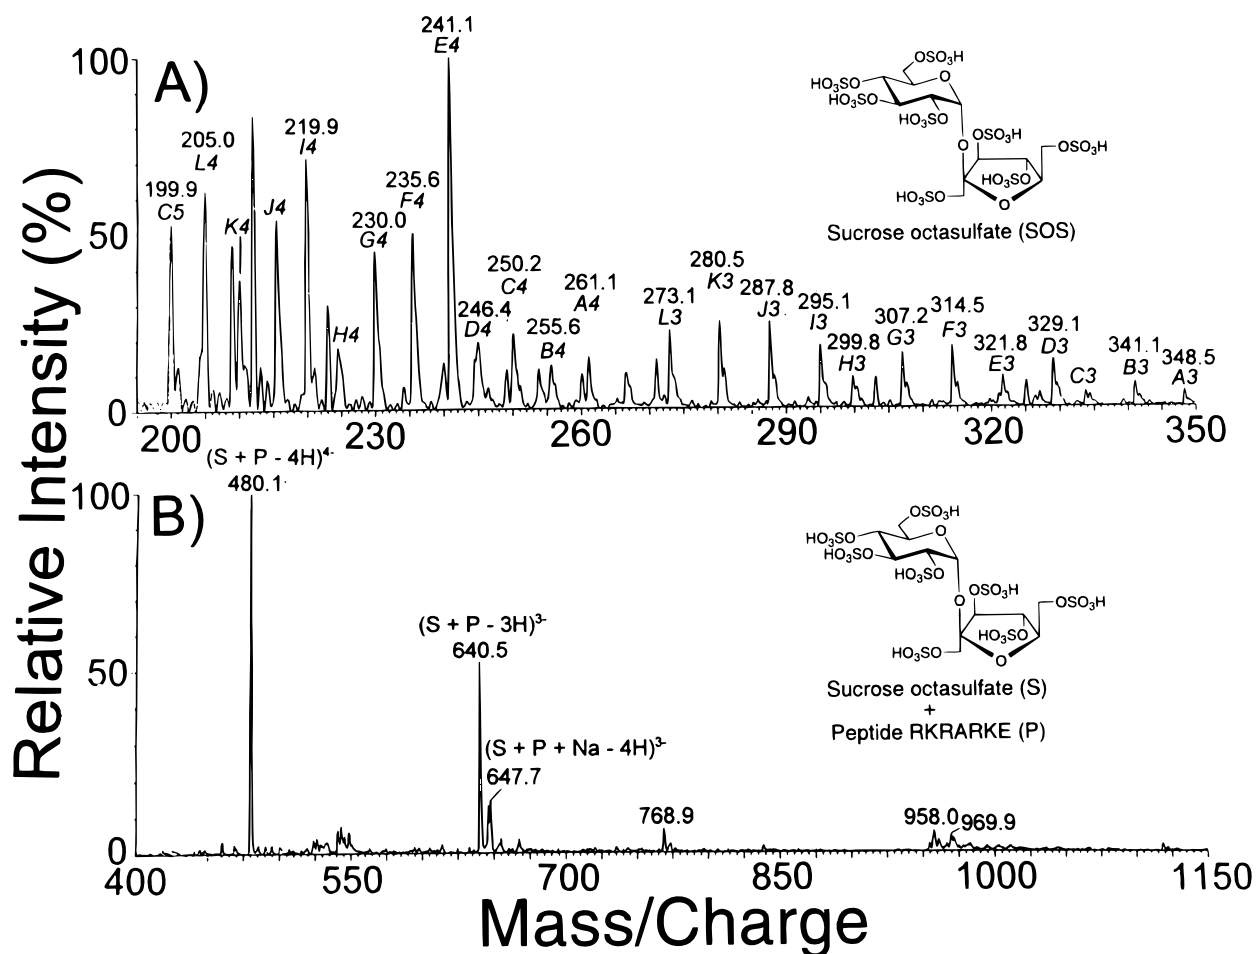 241.1
E4
100
A)
205.0
L4
219.9
I4
199.9
C5
K4
J4
235.6
F4
230.0
G4
50
H4
250.2
C4
246.4
D4
255.6
B4
261.1
A4
273.1
L3
280.5
K3
287.8
J3
295.1
I3
299.8
H3
307.2
G3
314.5
F3
321.8
E3
329.1
D3
C3
341.1
B3
348.5
A3
0
200 230 260 290 320 350
OSO₃H
HO₃SO
O
HO₃SO
HO₃SO
O
OSO₃H
OSO₃H
HO₃SO
HO₃SO
O
Sucrose octasulfate (SOS)
Relative Intensity (%)
(S + P - 4H)⁴⁻
480.1
100
B)
(S + P - 3H)³⁻
640.5
50
(S + P + Na - 4H)³⁻
647.7
768.9
958.0
969.9
0
400 550 700 850 1000 1150
OSO₃H
HO₃SO
O
HO₃SO
HO₃SO
O
OSO₃H
OSO₃H
HO₃SO
HO₃SO
O
Sucrose octasulfate (S)
+
Peptide RKRARKE (P)
Mass/Charge